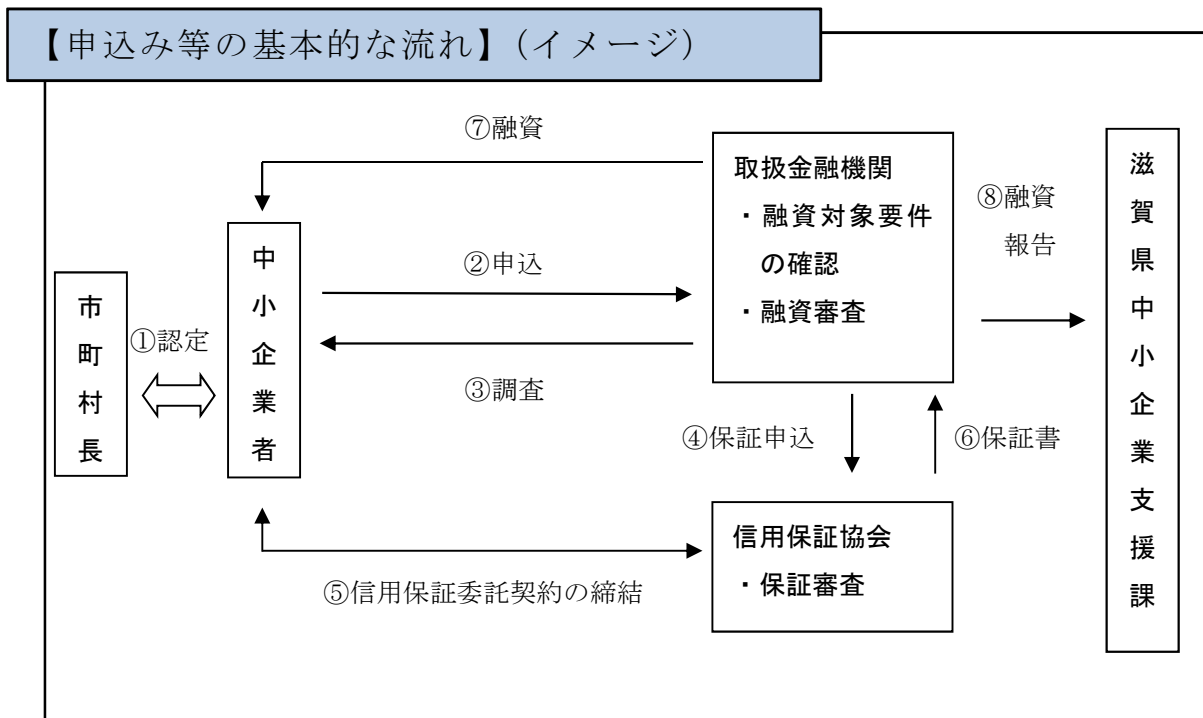 【申込み等の基本的な流れ】(イメージ)
⑦融資
取扱金融機関
・融資対象要件
の確認
・融資審査
⑧融資
報告
滋賀県中小企業支援課
中小企業者
②申込
市町村長
①認定
③調査
④保証申込
⑥保証書
信用保証協会
・保証審査
⑤信用保証委託契約の締結